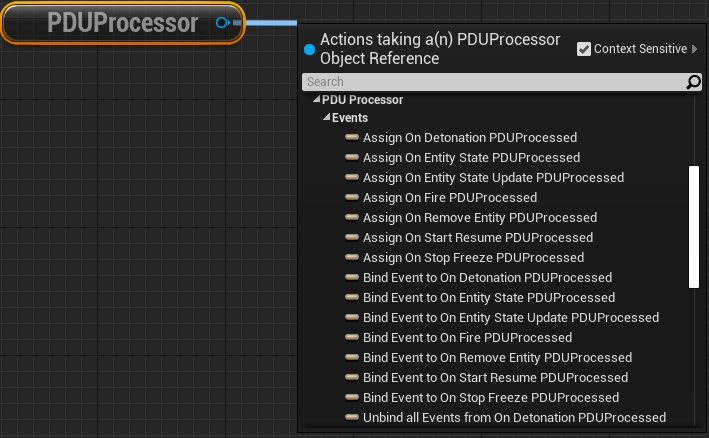 PDUProcessor
Actions taking a(n) PDUProcessor
Object Reference
Context Sensitive
Search
PDU Processor
Events
Assign On Detonation PDUProcessed
Assign On Entity State PDUProcessed
Assign On Entity State Update PDUProcessed
Assign On Fire PDUProcessed
Assign On Remove Entity PDUProcessed
Assign On Start Resume PDUProcessed
Assign On Stop Freeze PDUProcessed
Bind Event to On Detonation PDUProcessed
Bind Event to On Entity State PDUProcessed
Bind Event to On Entity State Update PDUProcessed
Bind Event to On Fire PDUProcessed
Bind Event to On Remove Entity PDUProcessed
Bind Event to On Start Resume PDUProcessed
Bind Event to On Stop Freeze PDUProcessed
Unbind all Events from On Detonation PDUProcessed